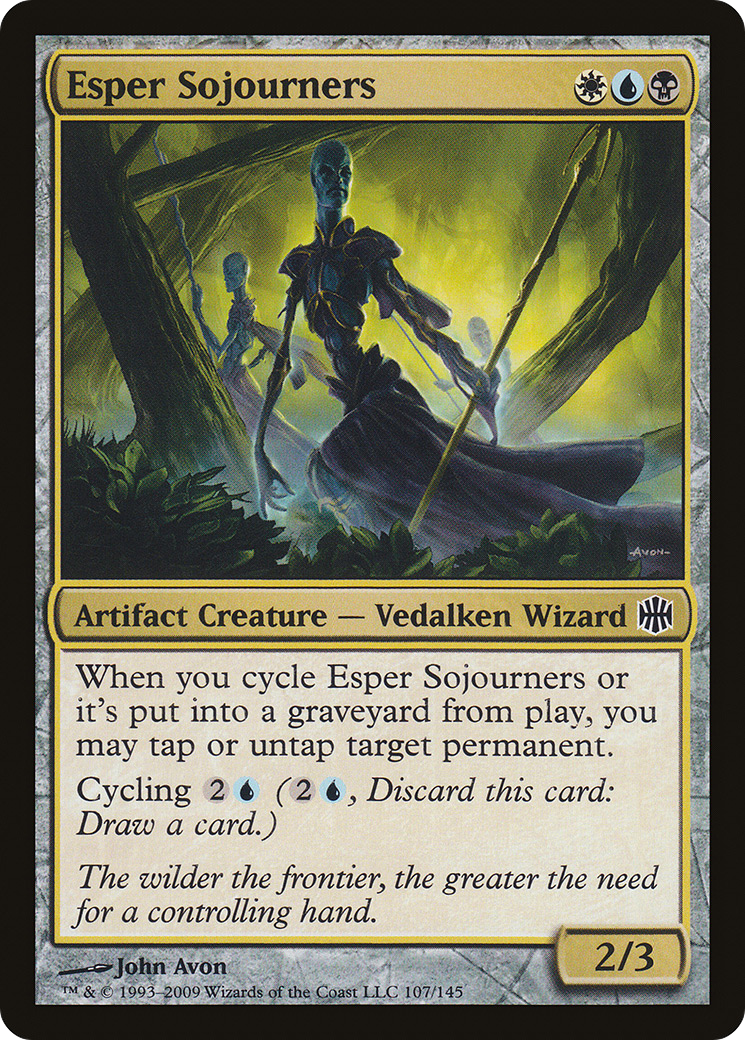 Esper Sojourners
-AVON-
Artifact Creature — Vedalken Wizard
When you cycle Esper Sojourners or
it's put into a graveyard from play, you
may tap or untap target permanent.
Cycling 2 (2, Discard this card:
Draw a card.)
The wilder the frontier, the greater the need
for a controlling hand.
2/3
John Avon
™ & © 1993–2009 Wizards of the Coast LLC 107/145